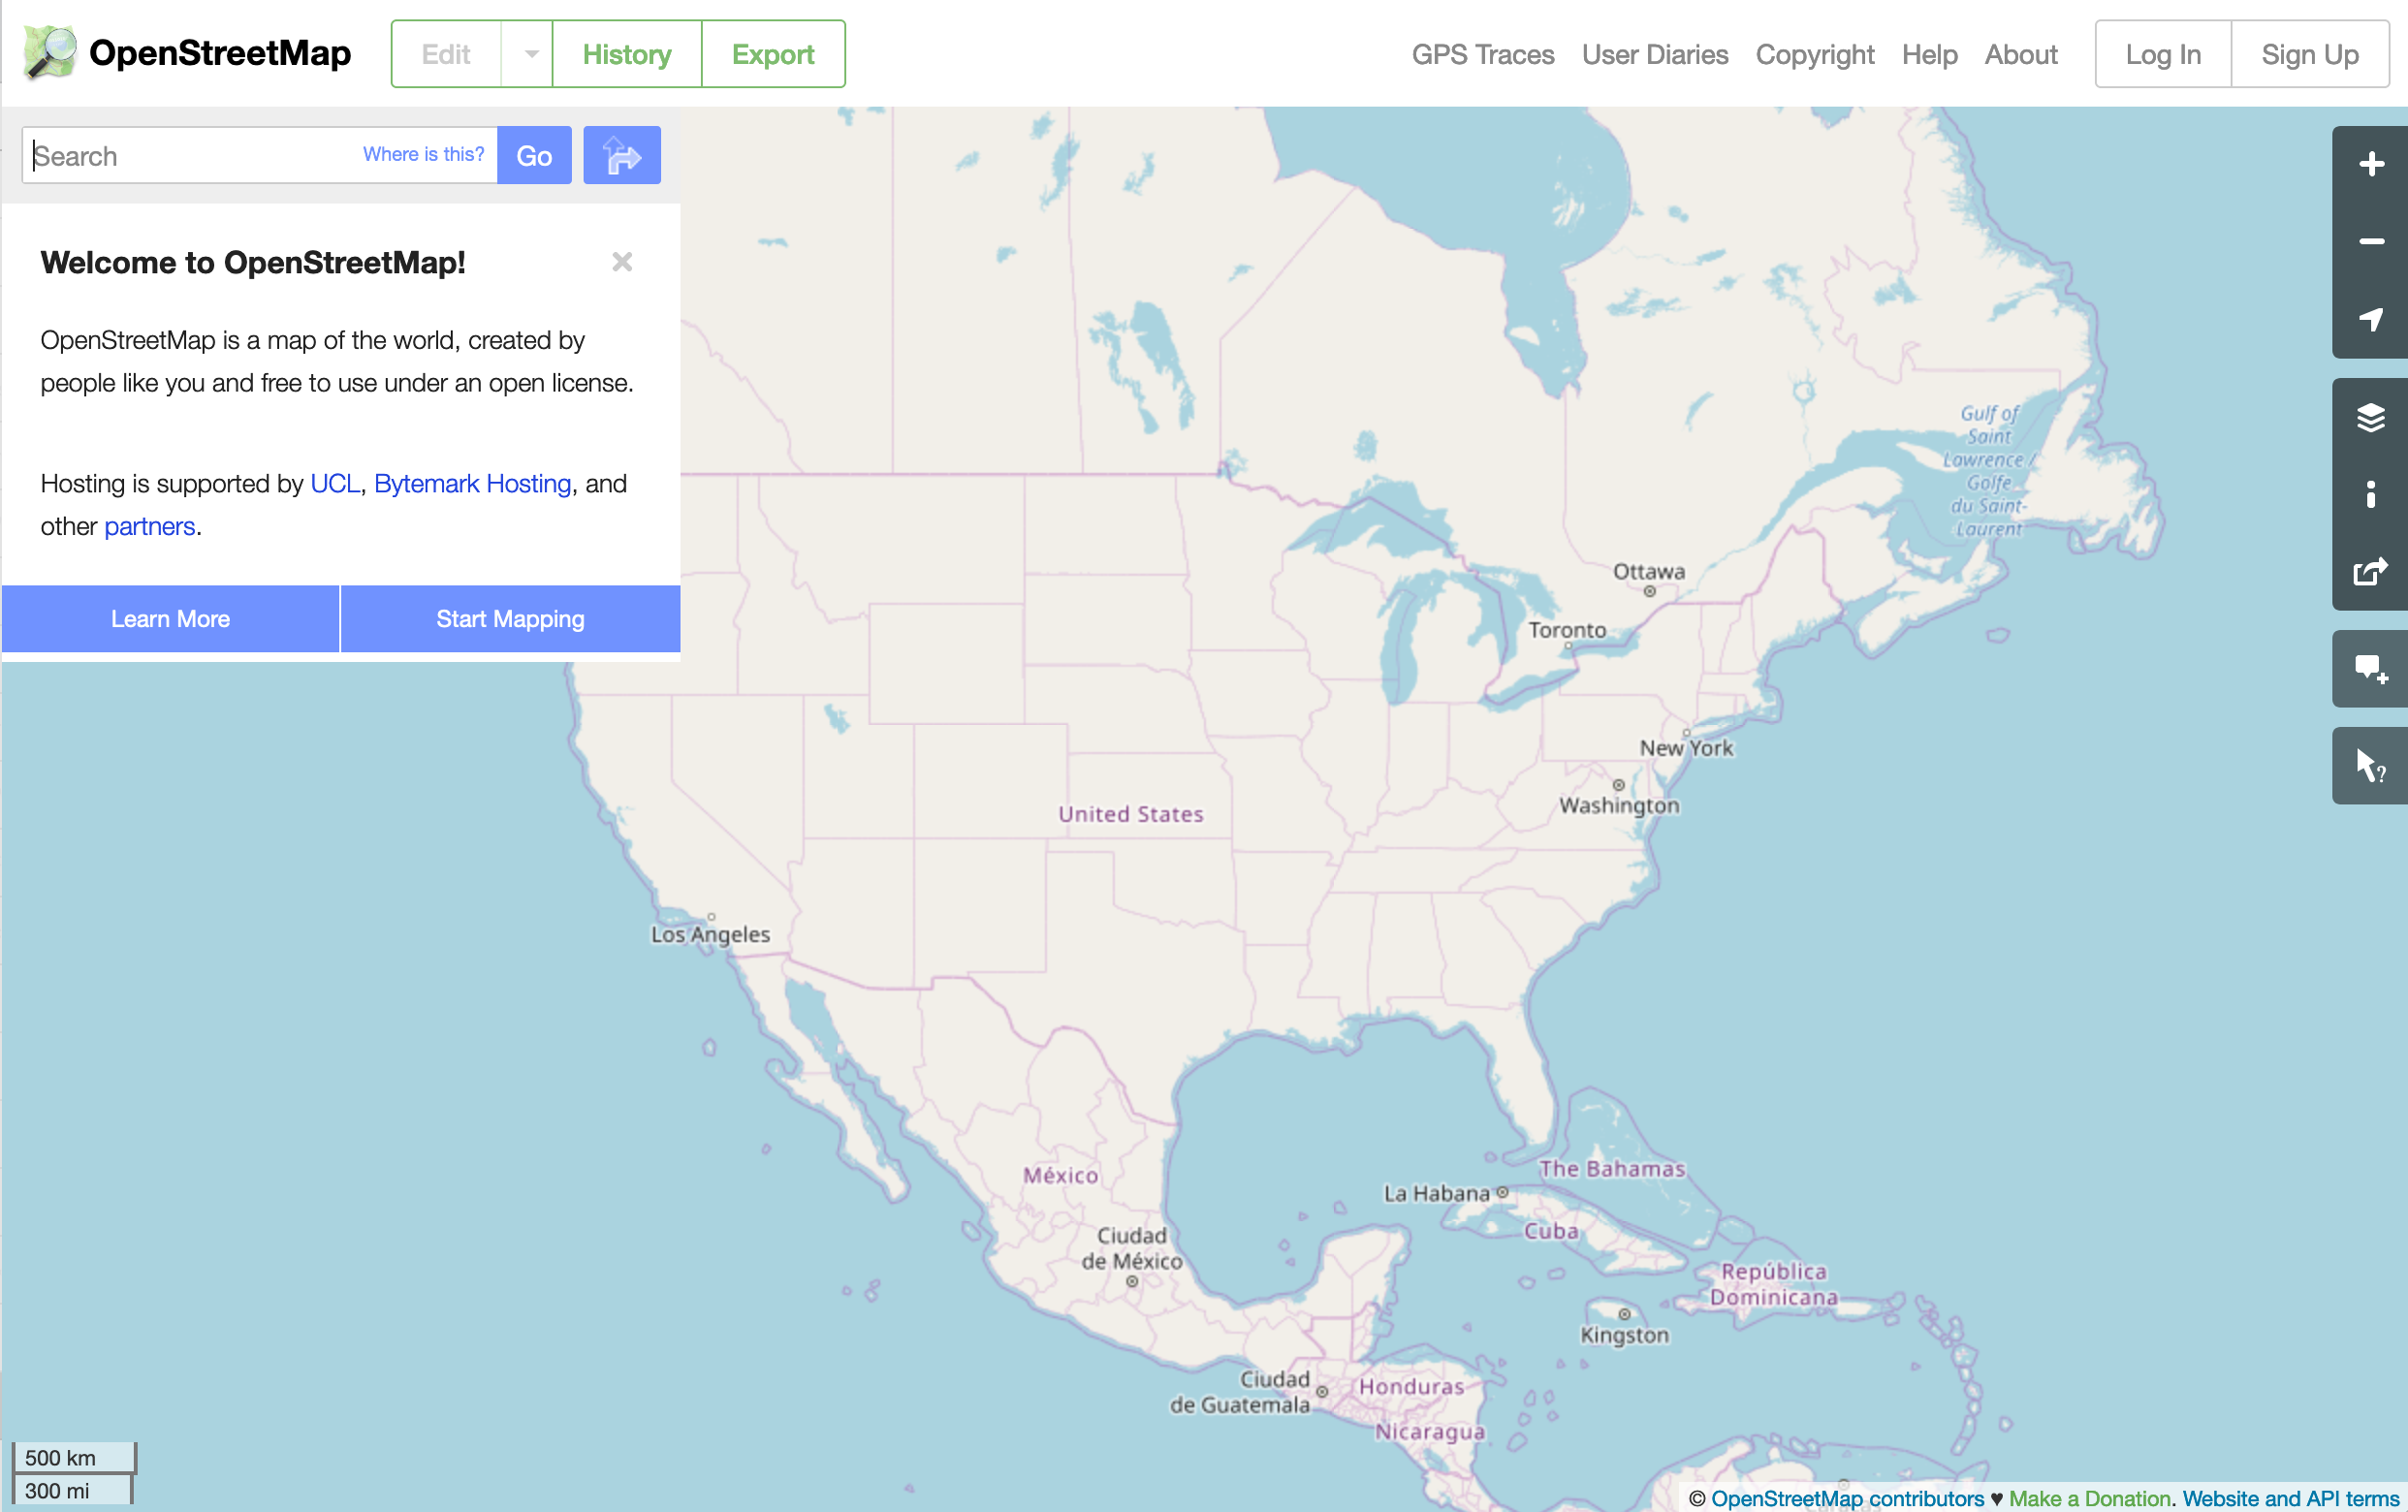 OpenStreetMap
Edit
History
Export
GPS Traces
User Diaries
Copyright
Help
About
Log In
Sign Up
Search
Where is this?
Go
Welcome to OpenStreetMap!
OpenStreetMap is a map of the world, created by
people like you and free to use under an open license.
Hosting is supported by UCL, Bytemark Hosting, and
other partners.
Learn More
Start Mapping
Gulf of
Saint
Lawrence /
Golfe
du Saint-
Laurent
Ottawa
Toronto
New York
Washington
United States
Los Angeles
México
The Bahamas
La Habana
Cuba
Ciudad
de México
República
Dominicana
Kingston
Ciudad
de Guatemala
Honduras
Nicaragua
500 km
300 mi
© OpenStreetMap contributors ♥ Make a Donation. Website and API terms